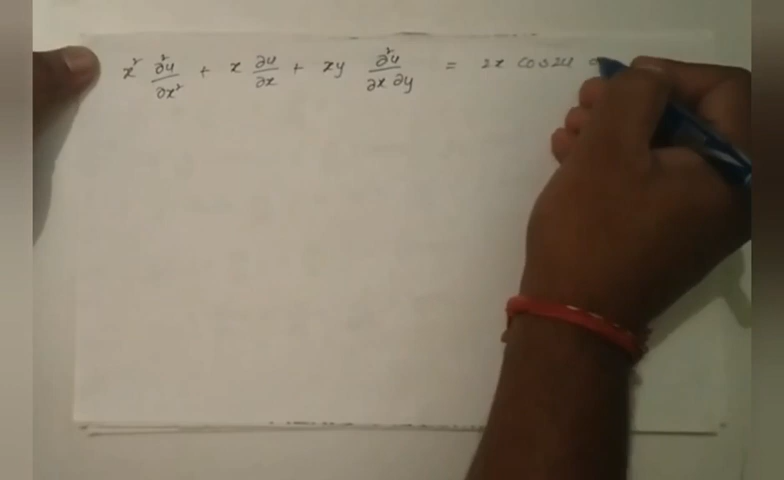 x² ∂²u/∂x² + x ∂u/∂x + xy ∂²u/∂x ∂y = 2x cos2u